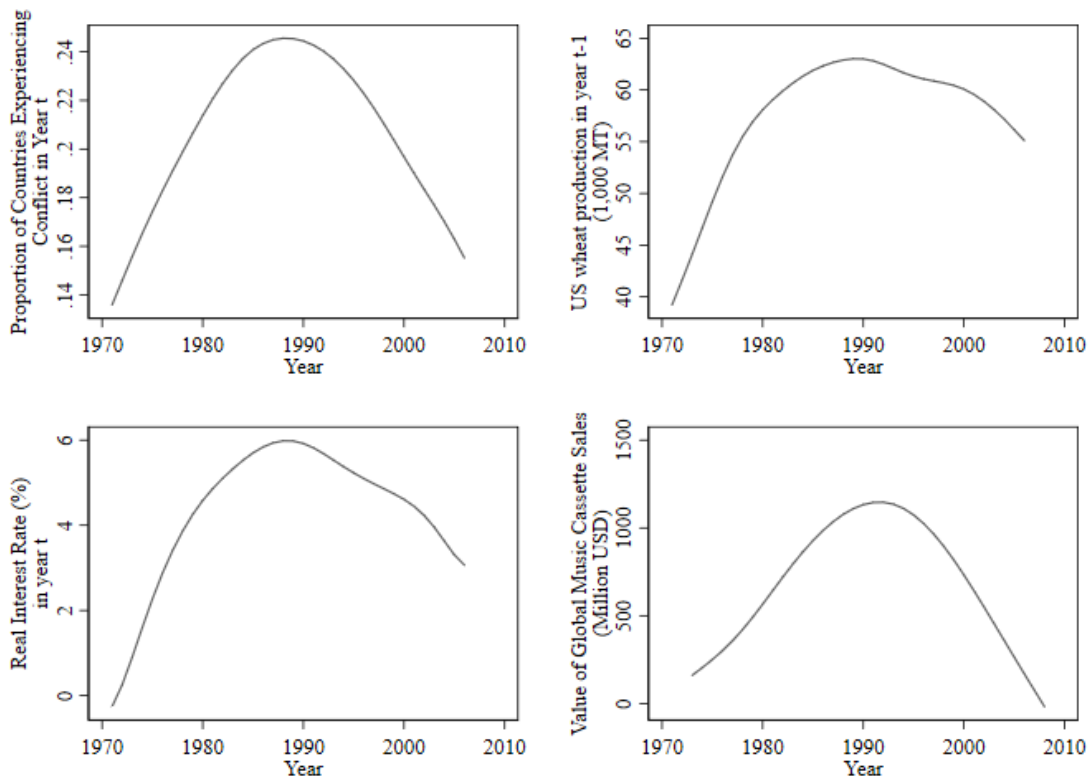 Proportion of Countries Experiencing
Conflict in Year t
.24
.22
.2
.18
.16
.14
1970 1980 1990 2000 2010
Year
US wheat production in year t-1
(1,000 MT)
65
60
55
50
45
40
1970 1980 1990 2000 2010
Year
Real Interest Rate (%)
in year t
6
4
2
0
1970 1980 1990 2000 2010
Year
Value of Global Music Cassette Sales
(Million USD)
1500
1000
500
0
1970 1980 1990 2000 2010
Year